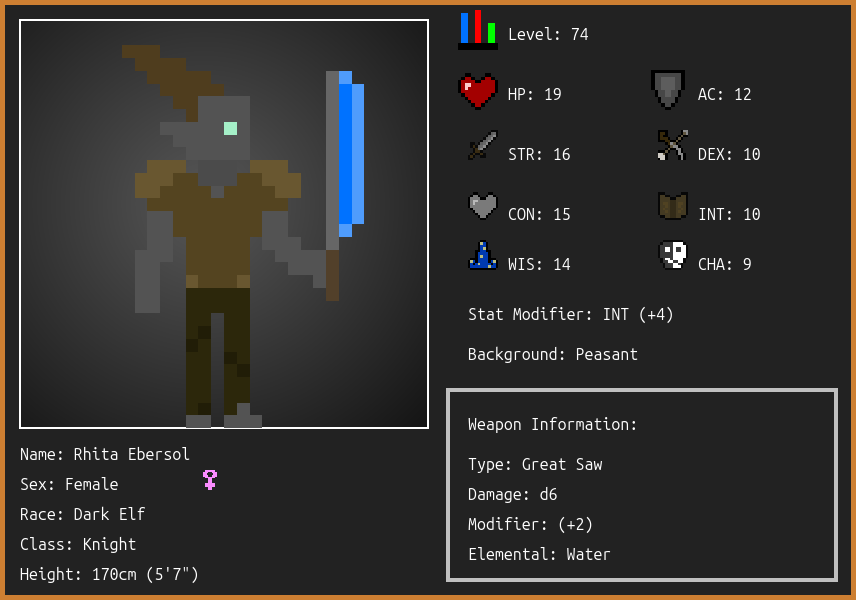 Level: 74
HP: 19
AC: 12
STR: 16
DEX: 10
CON: 15
INT: 10
WIS: 14
CHA: 9
Stat Modifier: INT (+4)
Background: Peasant
Weapon Information:
Type: Great Saw
Damage: d6
Modifier: (+2)
Elemental: Water
Name: Rhita Ebersol
Sex: Female
Race: Dark Elf
Class: Knight
Height: 170cm (5'7")